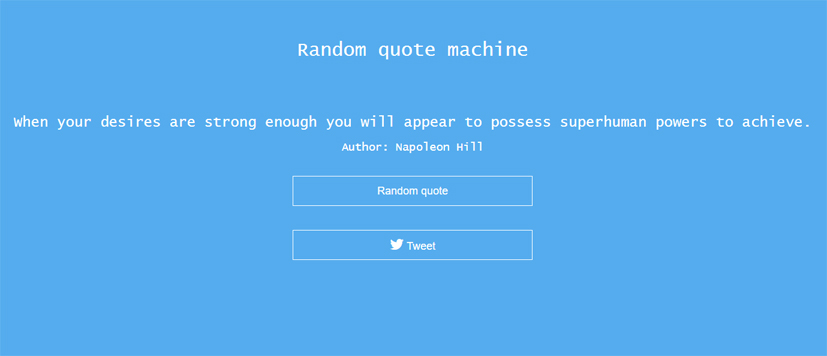 Random quote machine
When your desires are strong enough you will appear to possess superhuman powers to achieve.
Author: Napoleon Hill
Random quote
Tweet